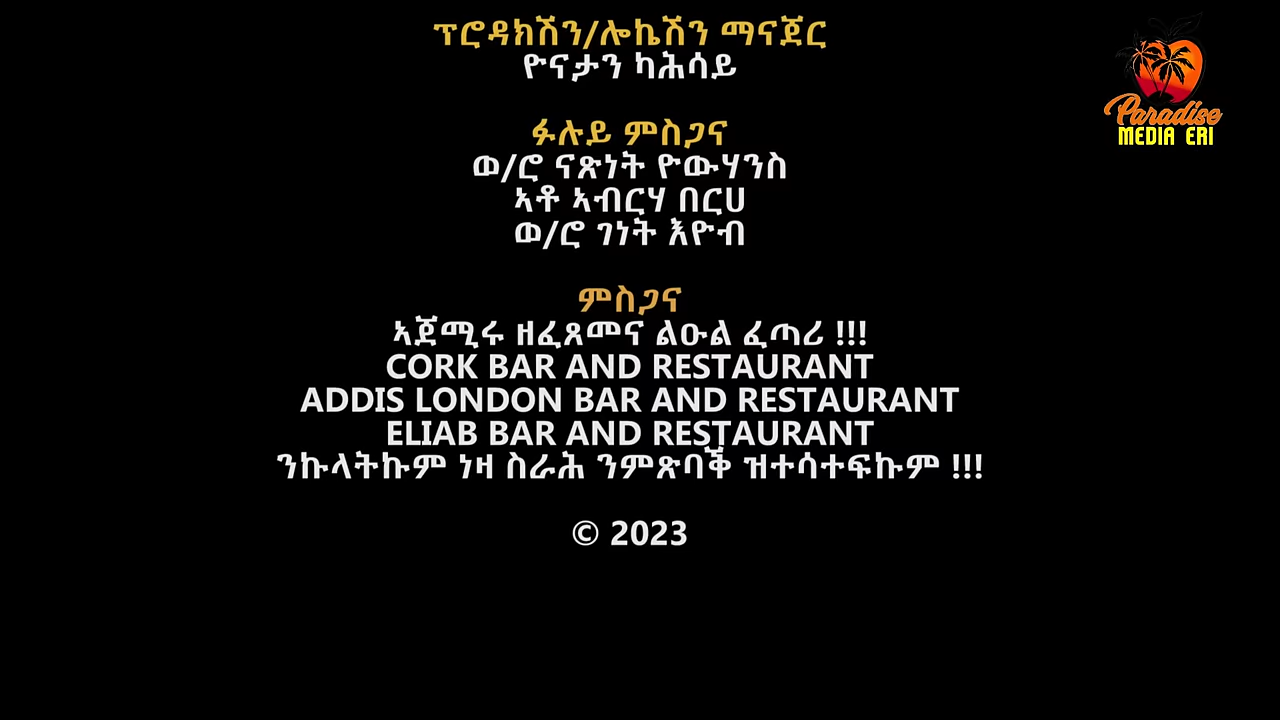 ፕሮዳክሽን/ሎኬሽን ማናጀር
ዮናታን ካሕሳይ
ፉሉይ ምስጋና
ወ/ሮ ናጽነት ዮውሃንስ
ኣቶ ኣብርሃ በርሀ
ወ/ሮ ገነት እዮብ
ምስጋና
ኣጀሚሩ ዘፈጸመና ልዑል ፈጣሪ !!!
CORK BAR AND RESTAURANT
ADDIS LONDON BAR AND RESTAURANT
ELIAB BAR AND RESTAURANT
ንኩላትኩም ነዛ ስራሕ ንምጽባቕ ዝተሳተፍኩም !!!
© 2023
Paradise
MEDIA ERI